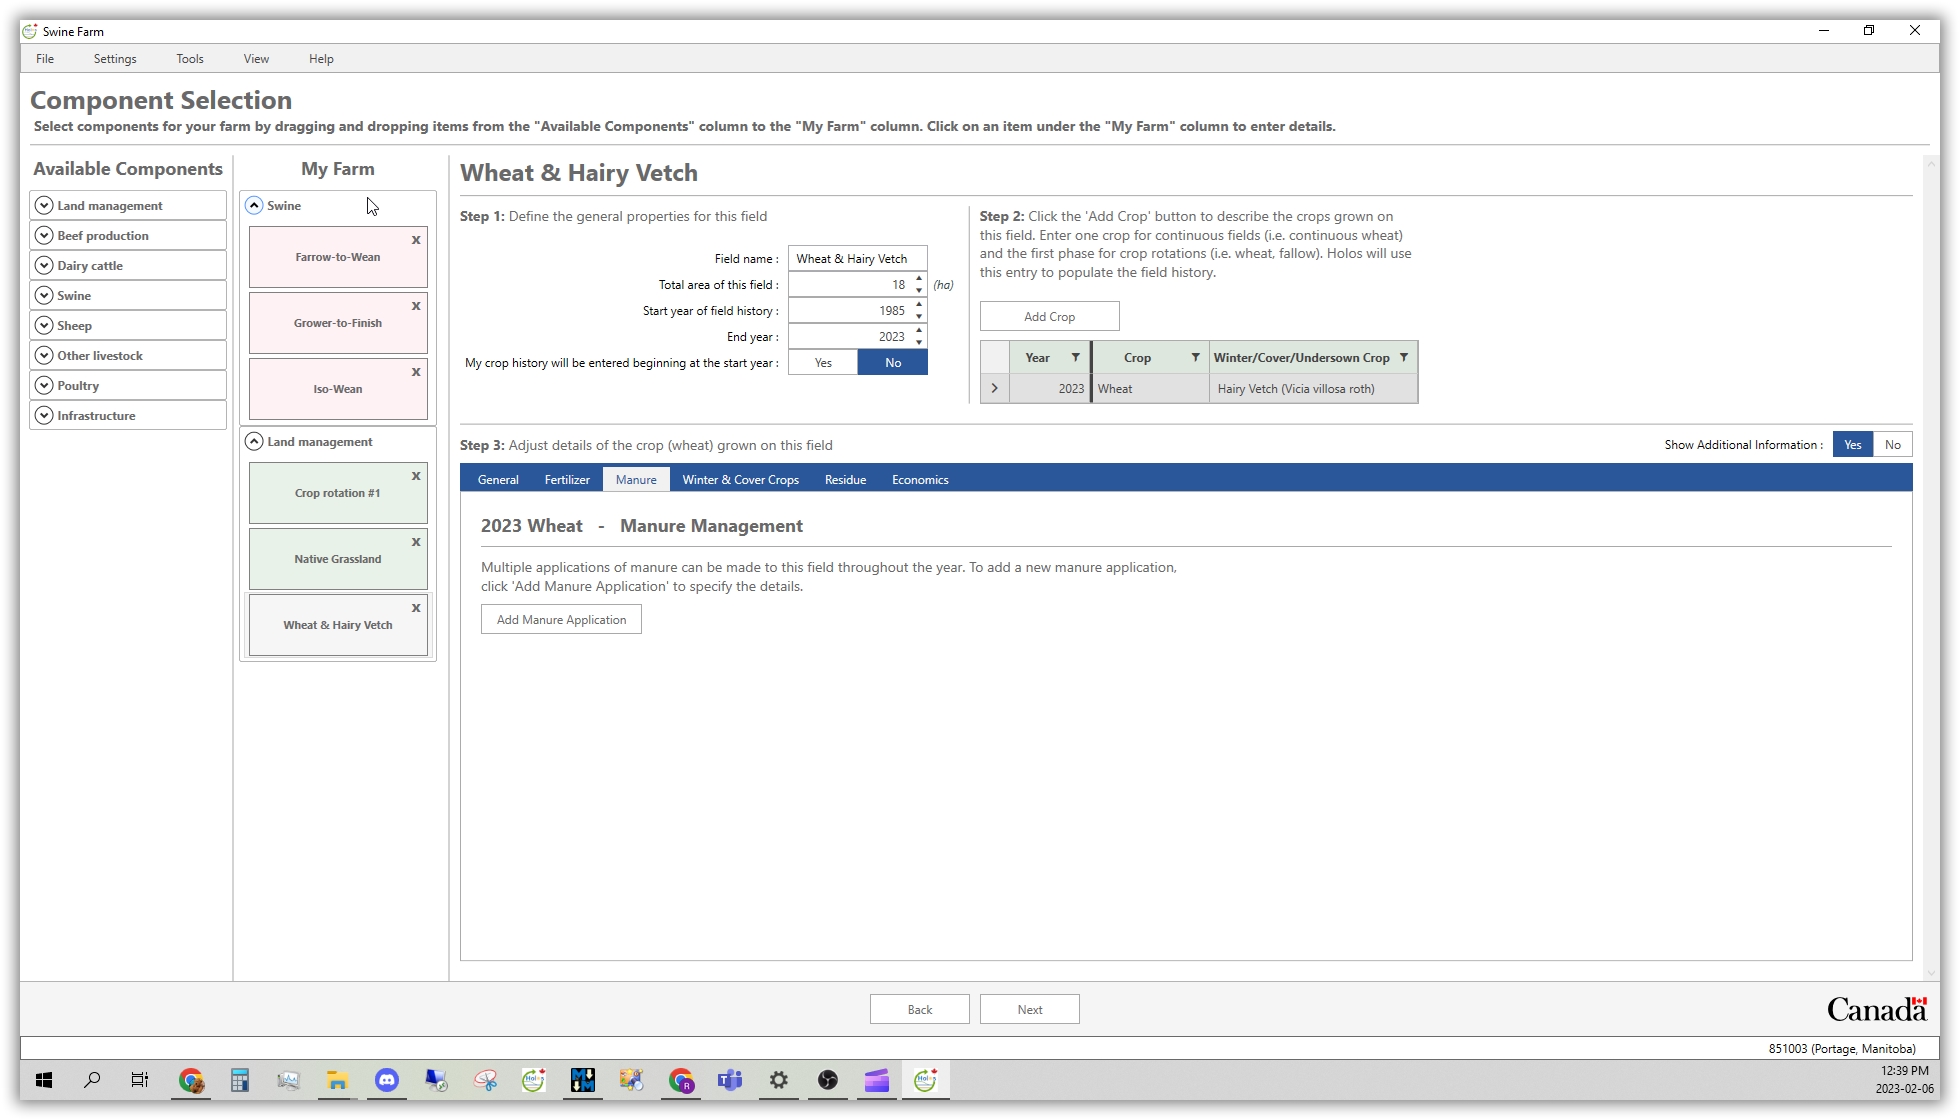 Swine Farm
File Settings Tools View Help
Component Selection
Select components for your farm by dragging and dropping items from the "Available Components" column to the "My Farm" column. Click on an item under the "My Farm" column to enter details.
Available Components
Land management
Beef production
Dairy cattle
Swine
Sheep
Other livestock
Poultry
Infrastructure
My Farm
Swine
X
Farrow-to-Wean
X
Grower-to-Finish
X
Iso-Wean
Land management
X
Crop rotation #1
X
Native Grassland
X
Wheat & Hairy Vetch
Wheat & Hairy Vetch
Step 1: Define the general properties for this field
Field name : Wheat & Hairy Vetch
Total area of this field : 18 (ha)
Start year of field history : 1985
End year : 2023
My crop history will be entered beginning at the start year : Yes No
Step 2: Click the 'Add Crop' button to describe the crops grown on
this field. Enter one crop for continuous fields (i.e. continuous wheat)
and the first phase for crop rotations (i.e. wheat, fallow). Holos will use
this entry to populate the field history.
Add Crop
Year Crop Winter/Cover/Undersown Crop
2023 Wheat Hairy Vetch (Vicia villosa roth)
Step 3: Adjust details of the crop (wheat) grown on this field
Show Additional Information : Yes No
General Fertilizer Manure Winter & Cover Crops Residue Economics
2023 Wheat - Manure Management
Multiple applications of manure can be made to this field throughout the year. To add a new manure application,
click 'Add Manure Application' to specify the details.
Add Manure Application
Back Next
Canada
851003 (Portage, Manitoba)
12:39 PM
2023-02-06